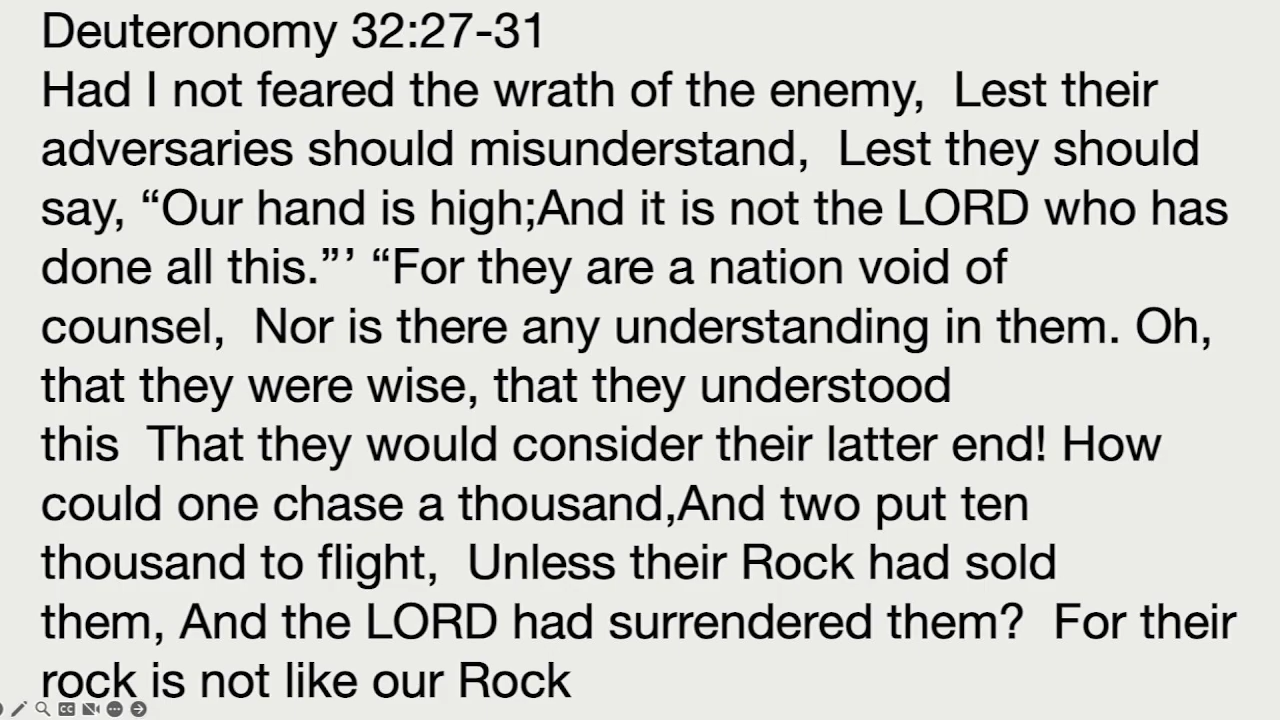 Deuteronomy 32:27-31
Had I not feared the wrath of the enemy,  Lest their
adversaries should misunderstand,  Lest they should
say, “Our hand is high;And it is not the LORD who has
done all this.”’ “For they are a nation void of
counsel,  Nor is there any understanding in them. Oh,
that they were wise, that they understood
this  That they would consider their latter end! How
could one chase a thousand,And two put ten
thousand to flight,  Unless their Rock had sold
them, And the LORD had surrendered them?  For their
rock is not like our Rock
CC